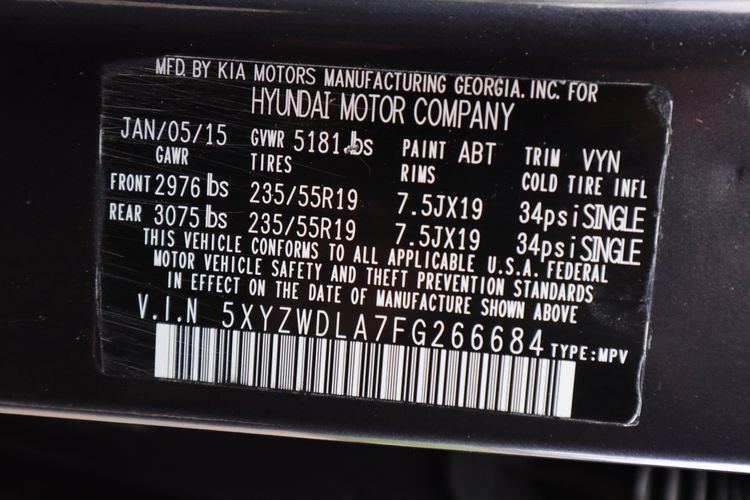 MFD. BY KIA MOTORS MANUFACTURING GEORGIA. INC. FOR
HYUNDAI MOTOR COMPANY
JAN/05/15 GVWR 5181 lbs PAINT ABT TRIM VYN
GAWR TIRES RIMS COLD TIRE INFL
FRONT 2976 lbs 235/55R19 7.5JX19 34psi SINGLE
REAR 3075 lbs 235/55R19 7.5JX19 34psi SINGLE
THIS VEHICLE CONFORMS TO ALL APPLICABLE U.S.A. FEDERAL
MOTOR VEHICLE SAFETY AND THEFT PREVENTION STANDARDS
IN EFFECT ON THE DATE OF MANUFACTURE SHOWN ABOVE
V.I.N 5XYZWDLA7FG266684 TYPE:MPV